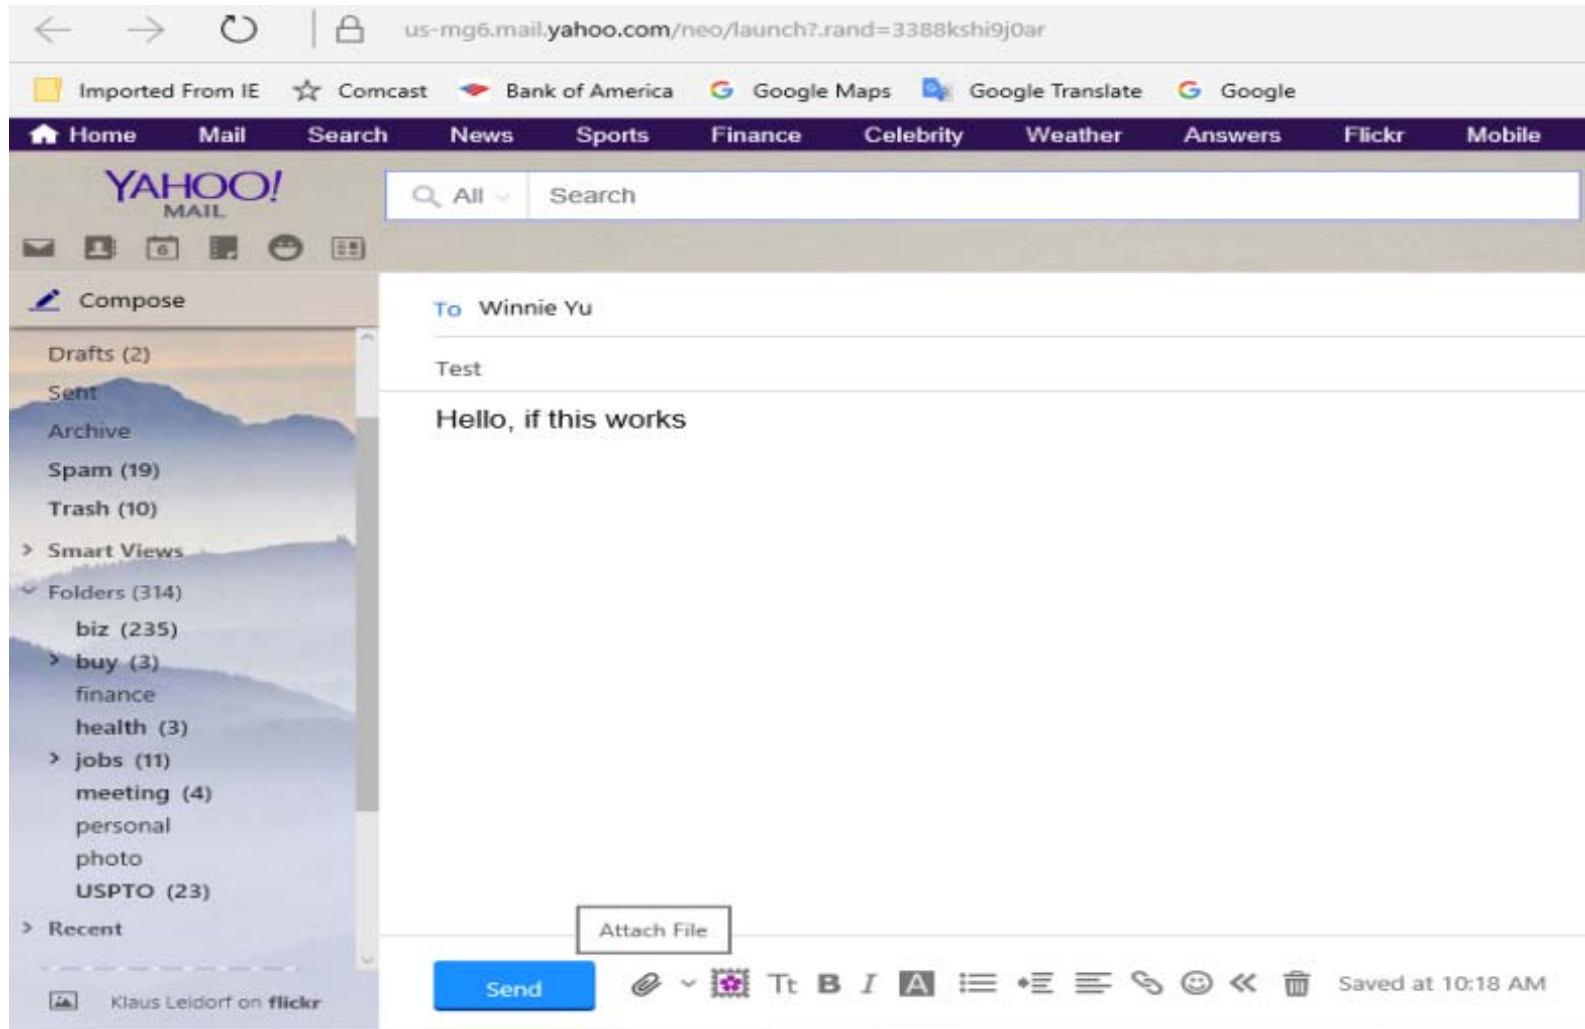 us-mg6.mail.yahoo.com/neo/launch?.rand=3388kshi9j0ar
Imported From IE Comcast Bank of America Google Maps Google Translate Google
Home Mail Search News Sports Finance Celebrity Weather Answers Flickr Mobile
YAHOO!
MAIL
All Search
6
Compose
To Winnie Yu
Drafts (2)
Test
Sent
Hello, if this works
Archive
Spam (19)
Trash (10)
Smart Views
Folders (314)
biz (235)
buy (3)
finance
health (3)
jobs (11)
meeting (4)
personal
photo
USPTO (23)
Recent
Attach File
Send Tt B I A Saved at 10:18 AM
Klaus Leidorf on flickr